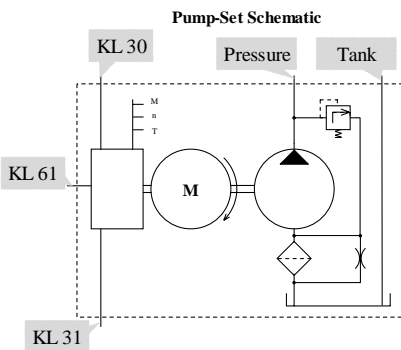 Pump-Set Schematic
KL 30
Pressure
Tank
M
n
T
KL 61
M
KL 31